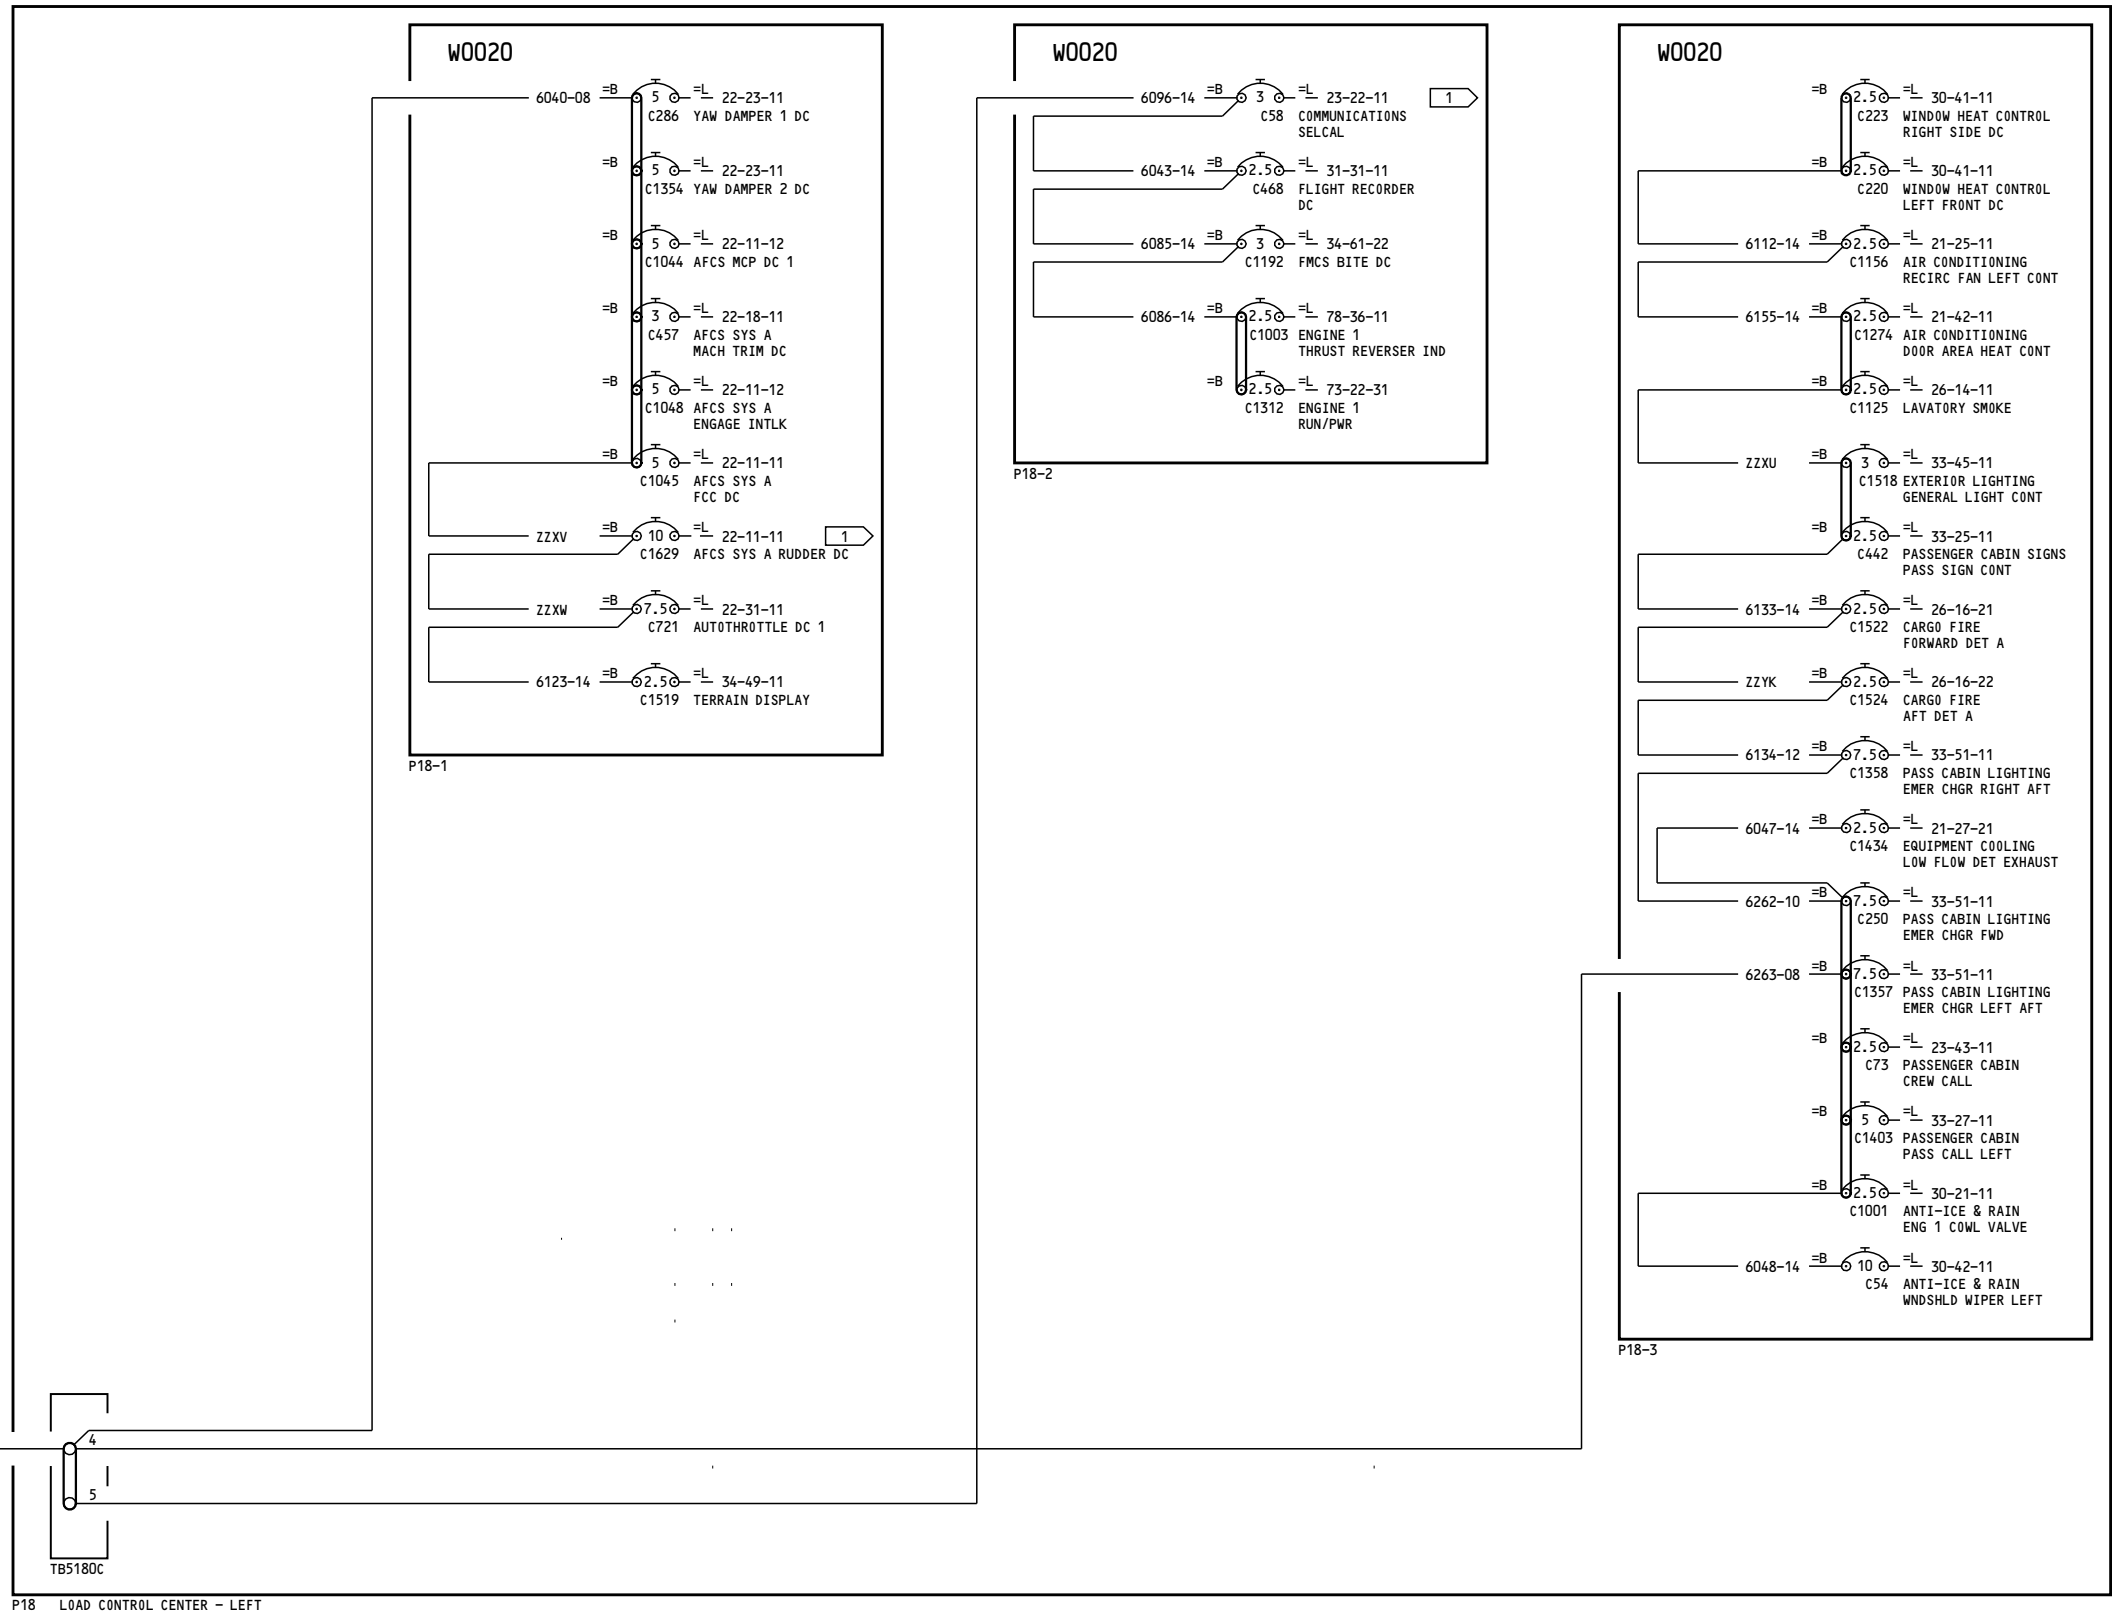 W0020
6040-08 =B 5 =L 22-23-11
C286 YAW DAMPER 1 DC
=B 5 =L 22-23-11
C1354 YAW DAMPER 2 DC
=B 5 =L 22-11-12
C1044 AFCS MCP DC 1
=B 3 =L 22-18-11
C457 AFCS SYS A
MACH TRIM DC
=B 5 =L 22-11-12
C1048 AFCS SYS A
ENGAGE INTLK
=B 5 =L 22-11-11
C1045 AFCS SYS A
FCC DC
ZZXV =B 10 =L 22-11-11 1
C1629 AFCS SYS A RUDDER DC
ZZXW =B 7.5 =L 22-31-11
C721 AUTOTHROTTLE DC 1
6123-14 =B 2.5 =L 34-49-11
C1519 TERRAIN DISPLAY
P18-1
W0020
6096-14 =B 3 =L 23-22-11 1
C58 COMMUNICATIONS
SELCAL
6043-14 =B 2.5 =L 31-31-11
C468 FLIGHT RECORDER
DC
6085-14 =B 3 =L 34-61-22
C1192 FMCS BITE DC
6086-14 =B 2.5 =L 78-36-11
C1003 ENGINE 1
THRUST REVERSER IND
=B 2.5 =L 73-22-31
C1312 ENGINE 1
RUN/PWR
P18-2
W0020
=B 2.5 =L 30-41-11
C223 WINDOW HEAT CONTROL
RIGHT SIDE DC
=B 2.5 =L 30-41-11
C220 WINDOW HEAT CONTROL
LEFT FRONT DC
6112-14 =B 2.5 =L 21-25-11
C1156 AIR CONDITIONING
RECIRC FAN LEFT CONT
6155-14 =B 2.5 =L 21-42-11
C1274 AIR CONDITIONING
DOOR AREA HEAT CONT
=B 2.5 =L 26-14-11
C1125 LAVATORY SMOKE
ZZXU =B 3 =L 33-45-11
C1518 EXTERIOR LIGHTING
GENERAL LIGHT CONT
=B 2.5 =L 33-25-11
C442 PASSENGER CABIN SIGNS
PASS SIGN CONT
6133-14 =B 2.5 =L 26-16-21
C1522 CARGO FIRE
FORWARD DET A
ZZYK =B 2.5 =L 26-16-22
C1524 CARGO FIRE
AFT DET A
6134-12 =B 7.5 =L 33-51-11
C1358 PASS CABIN LIGHTING
EMER CHGR RIGHT AFT
6047-14 =B 2.5 =L 21-27-21
C1434 EQUIPMENT COOLING
LOW FLOW DET EXHAUST
6262-10 =B 7.5 =L 33-51-11
C250 PASS CABIN LIGHTING
EMER CHGR FWD
6263-08 =B 7.5 =L 33-51-11
C1357 PASS CABIN LIGHTING
EMER CHGR LEFT AFT
=B 2.5 =L 23-43-11
C73 PASSENGER CABIN
CREW CALL
=B 5 =L 33-27-11
C1403 PASSENGER CABIN
PASS CALL LEFT
=B 2.5 =L 30-21-11
C1001 ANTI-ICE & RAIN
ENG 1 COWL VALVE
6048-14 =B 10 =L 30-42-11
C54 ANTI-ICE & RAIN
WNDSHLD WIPER LEFT
P18-3
4
5
TB5180C
P18 LOAD CONTROL CENTER - LEFT